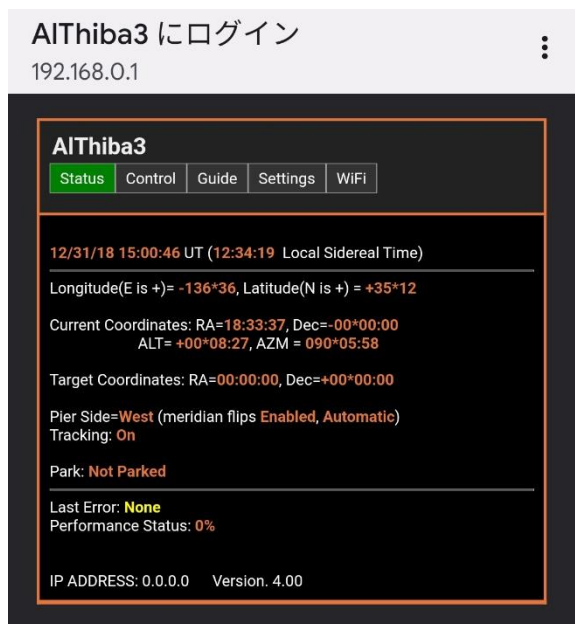 AlThiba3 にログイン
192.168.0.1
AlThiba3
Status Control Guide Settings WiFi
12/31/18 15:00:46 UT (12:34:19 Local Sidereal Time)
Longitude(E is +)= -136*36, Latitude(N is +) = +35*12
Current Coordinates: RA=18:33:37, Dec=-00*00:00
ALT= +00*08:27, AZM = 090*05:58
Target Coordinates: RA=00:00:00, Dec=+00*00:00
Pier Side=West (meridian flips Enabled, Automatic)
Tracking: On
Park: Not Parked
Last Error: None
Performance Status: 0%
IP ADDRESS: 0.0.0.0 Version. 4.00